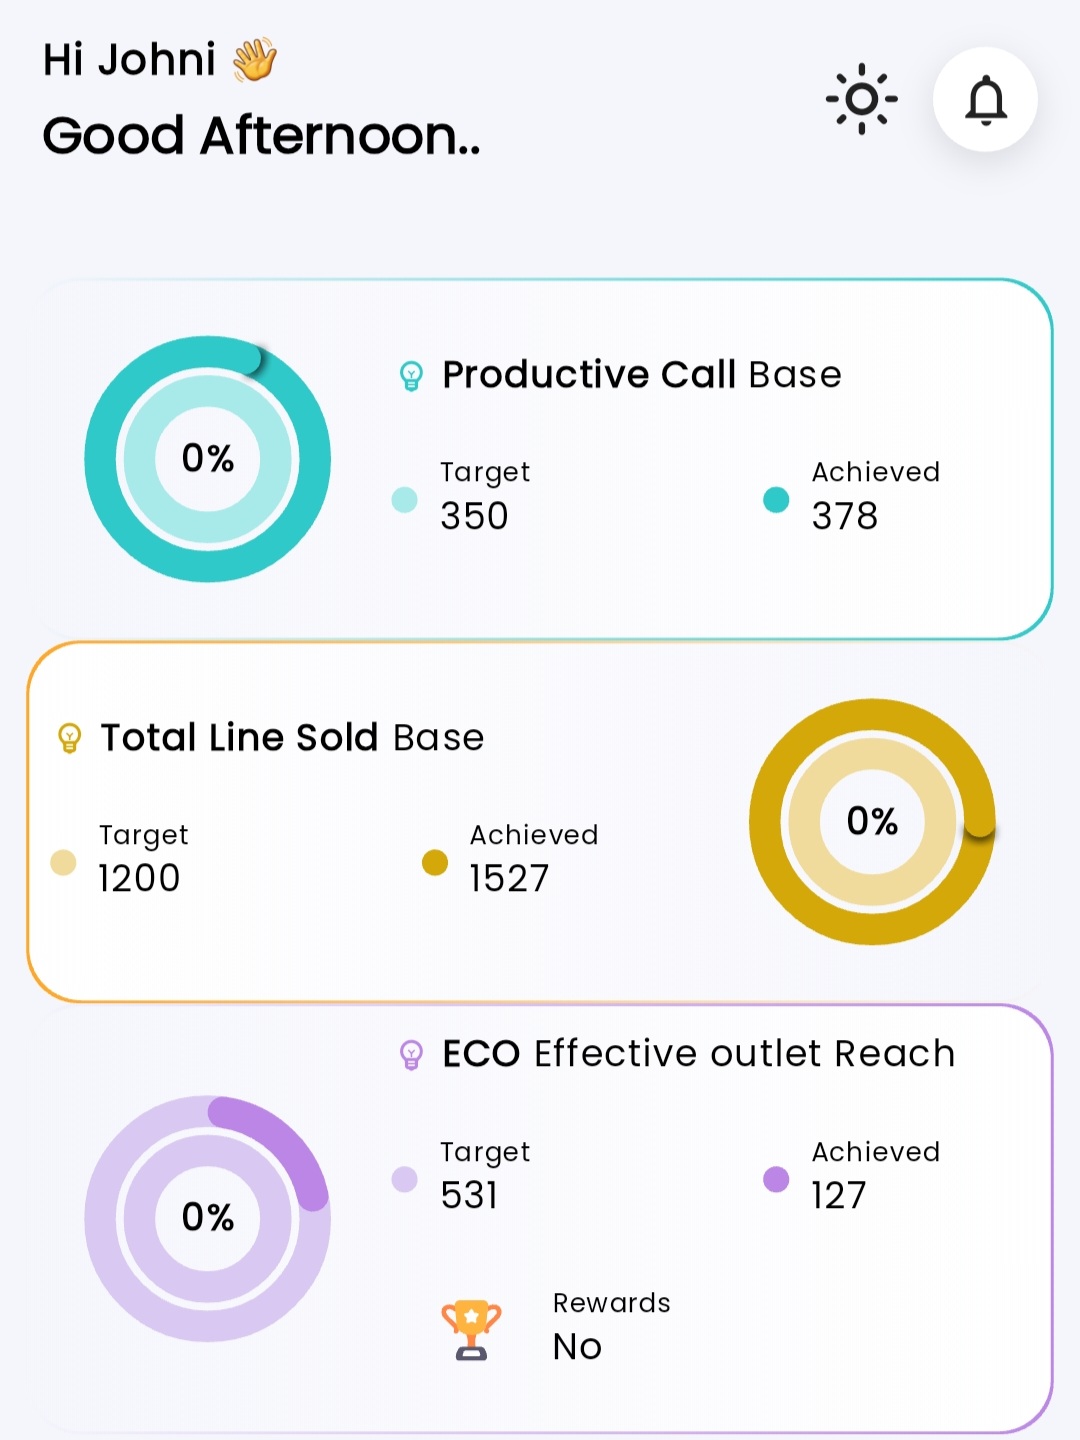 Hi Johni 👋
Good Afternoon..
Productive Call Base
0%
Target
350
Achieved
378
Total Line Sold Base
Target
1200
Achieved
1527
0%
ECO Effective outlet Reach
0%
Target
531
Achieved
127
Rewards
No